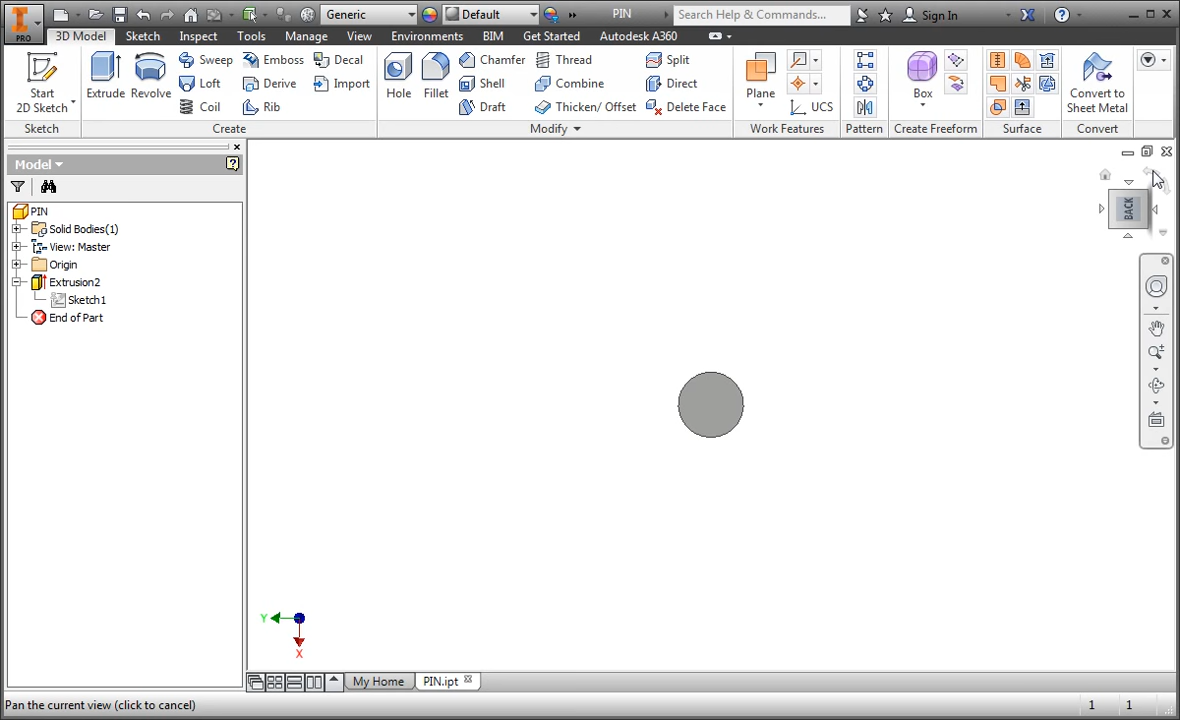 PRO
Generic
Default
PIN
Search Help & Commands...
Sign In
3D Model
Sketch
Inspect
Tools
Manage
View
Environments
BIM
Get Started
Autodesk A360
Start
2D Sketch
Extrude
Revolve
Sweep
Emboss
Decal
Loft
Derive
Import
Coil
Rib
Hole
Fillet
Chamfer
Thread
Split
Shell
Combine
Direct
Draft
Thicken/ Offset
Delete Face
Plane
UCS
Box
Convert to
Sheet Metal
Sketch
Create
Modify
Work Features
Pattern
Create Freeform
Surface
Convert
Model
PIN
Solid Bodies(1)
View: Master
Origin
Extrusion2
Sketch1
End of Part
BACK
Y
X
My Home
PIN.ipt
Pan the current view (click to cancel)
1
1